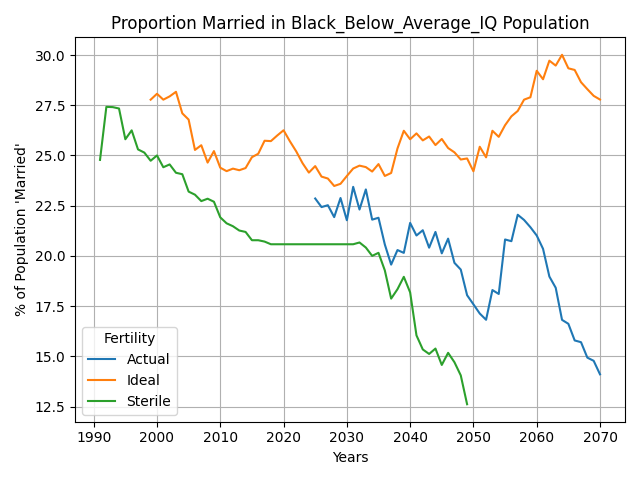 Proportion Married in Black_Below_Average_IQ Population
% of Population 'Married'
30.0
27.5
25.0
22.5
20.0
17.5
15.0
12.5
Fertility
Actual
Ideal
Sterile
1990 2000 2010 2020 2030 2040 2050 2060 2070
Years